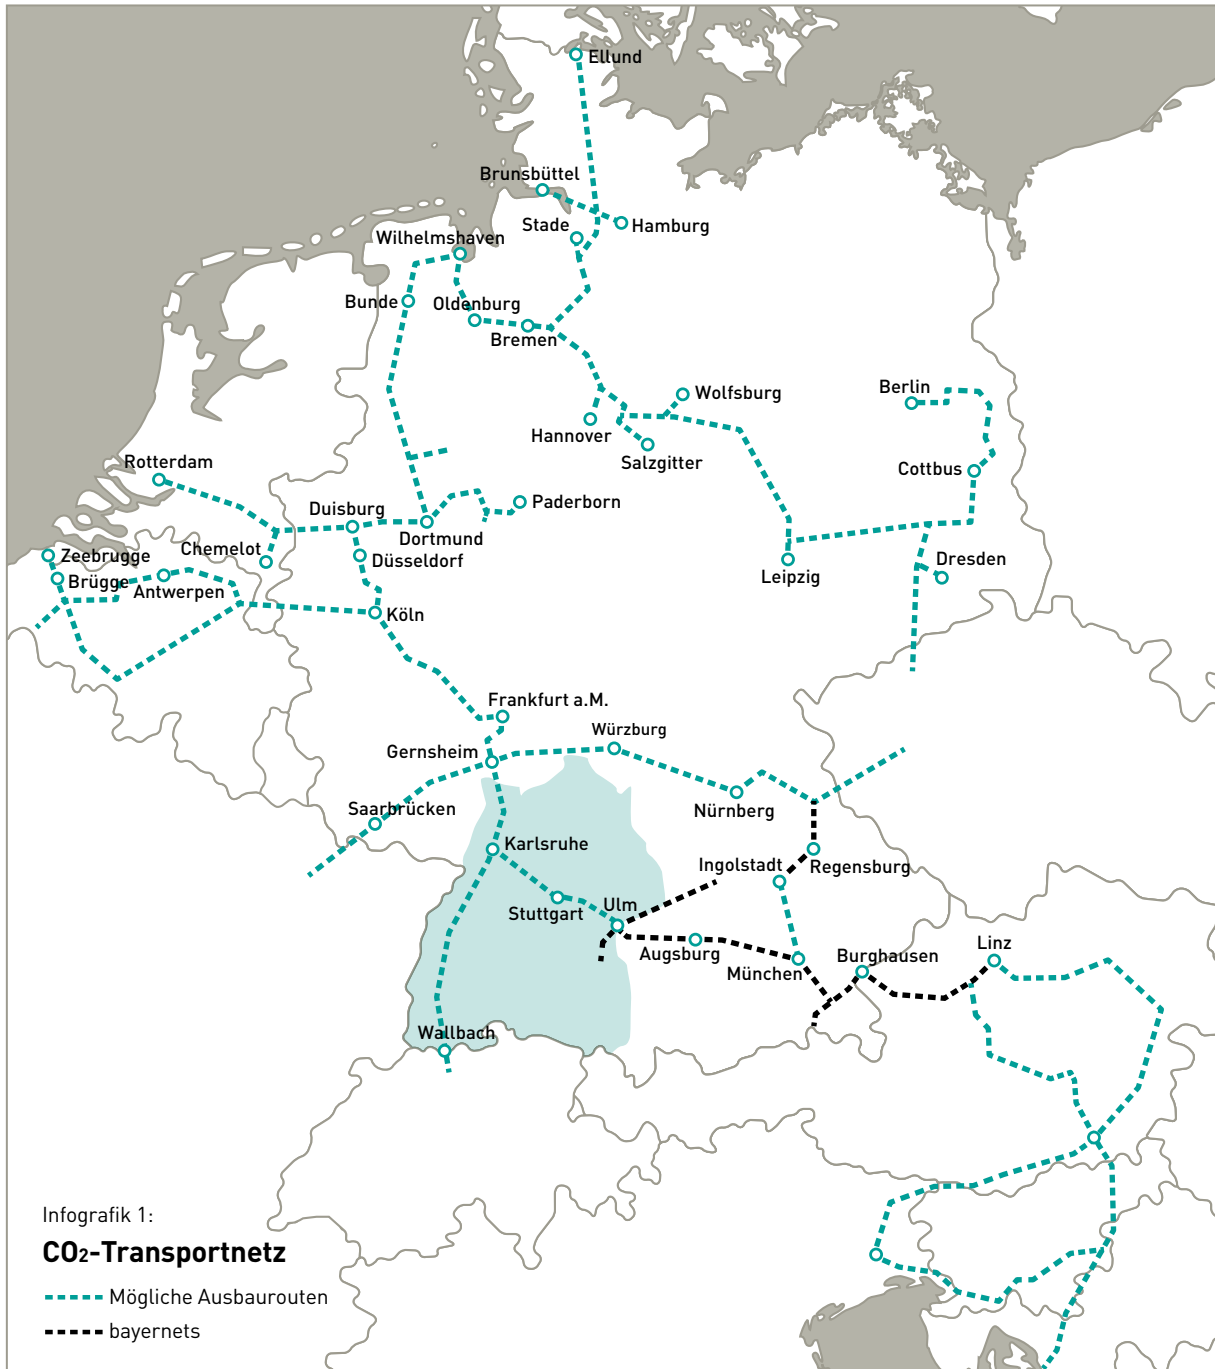 Ellund
Brunsbüttel
Stade
Hamburg
Wilhelmshaven
Bunde
Oldenburg
Bremen
Wolfsburg
Berlin
Hannover
Salzgitter
Cottbus
Rotterdam
Duisburg
Paderborn
Dortmund
Chemelot
Düsseldorf
Zeebrugge
Brügge
Antwerpen
Leipzig
Dresden
Köln
Frankfurt a.M.
Würzburg
Gernsheim
Saarbrücken
Nürnberg
Karlsruhe
Ingolstadt
Regensburg
Stuttgart
Ulm
Augsburg
München
Burghausen
Linz
Wallbach
Infografik 1:
CO₂-Transportnetz
Mögliche Ausbaurouten
bayernets